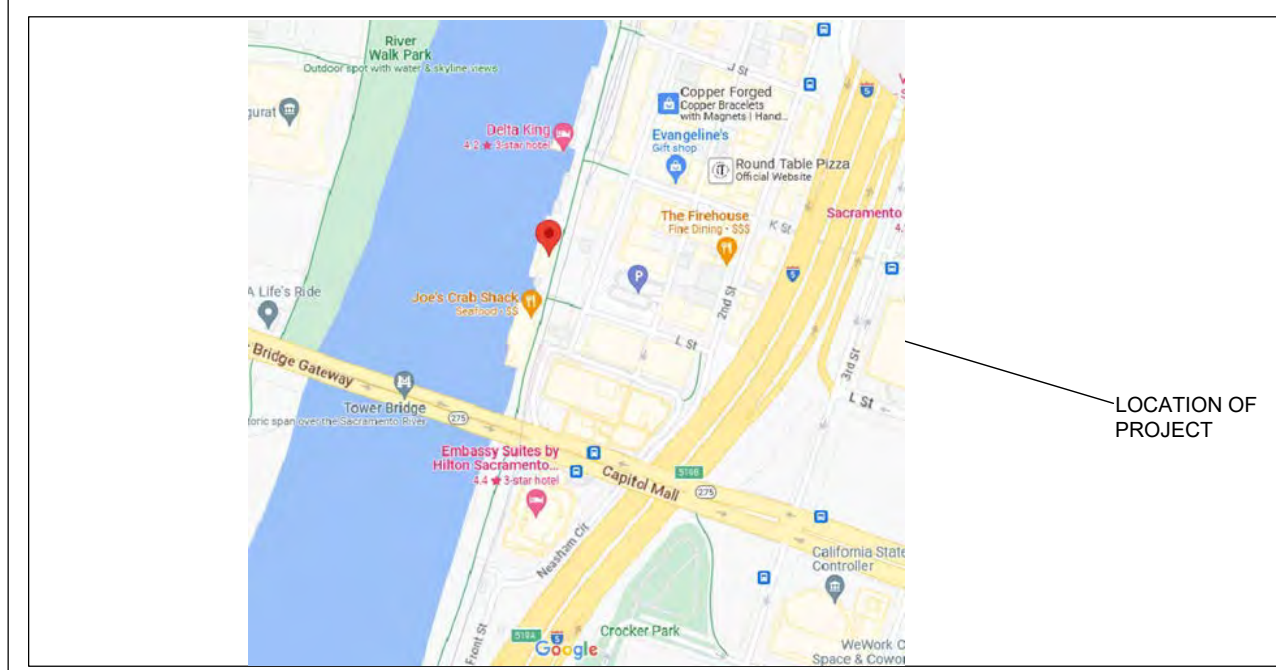 River
Walk Park
Outdoor spot with water & skyline views
J St
Copper Forged
Copper Bracelets
with Magnets | Hand...
5
gurat
Delta King
4.2 ★ 3-star hotel
Evangeline's
Gift shop
Round Table Pizza
Official Website
The Firehouse
Fine Dining • $$$
K St
Sacramento
4.
5
P
A Life's Ride
Joe's Crab Shack
Seafood • $$
2nd St
L St
3rd St
L St
Bridge Gateway
Tower Bridge
toric span over the Sacramento River
275
LOCATION OF
PROJECT
Embassy Suites by
Hilton Sacramento...
4.4 ★ 3-star hotel
Capitol Mall
519B
275
Neasham Cir
California State
Controller
Front St
519A
5
Crocker Park
Google
WeWork C
Space & Cowor